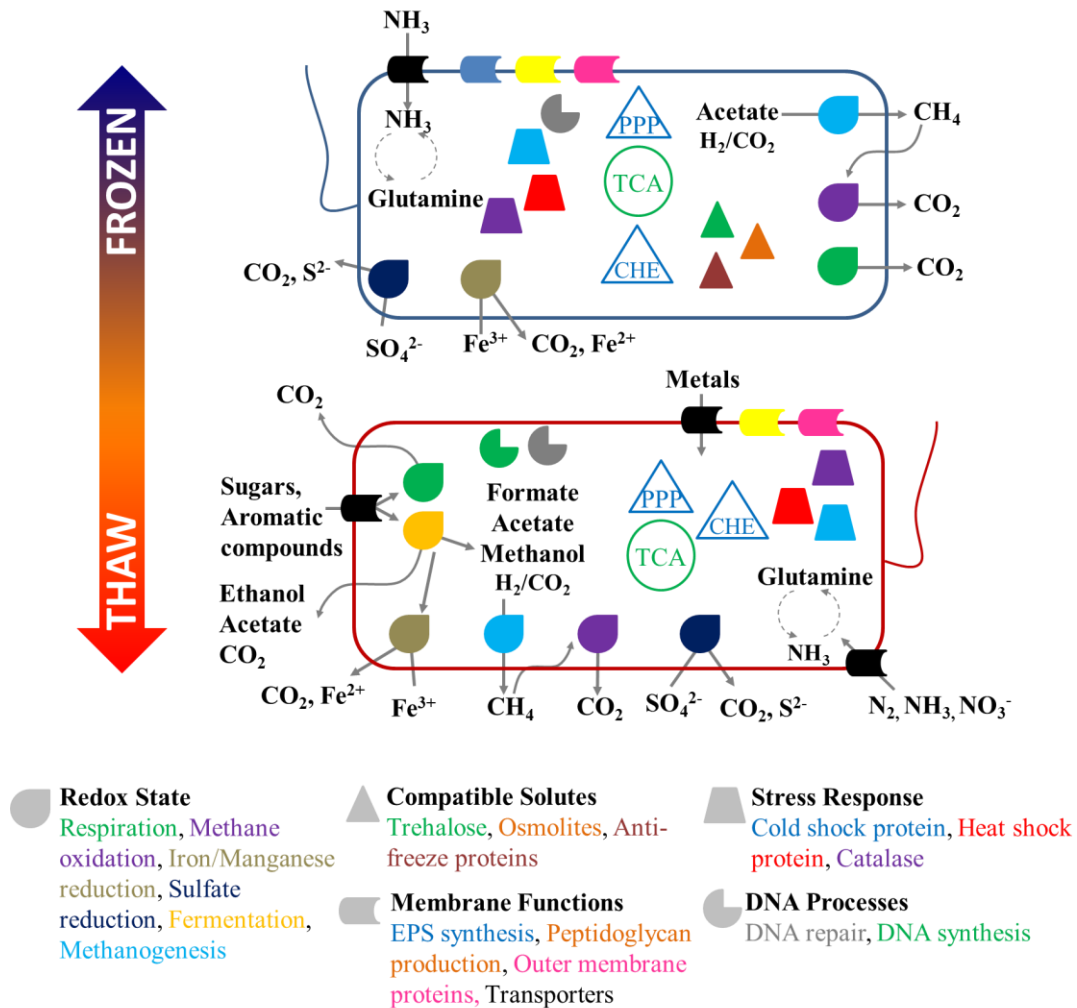 NH₃
FROZEN
THAW
NH₃
Glutamine
PPP
TCA
CHE
Acetate
H₂/CO₂
CH₄
CO₂
CO₂
CO₂, S²⁻
SO₄²⁻
Fe³⁺
CO₂, Fe²⁺
Metals
CO₂
Sugars,
Aromatic
compounds
Ethanol
Acetate
CO₂
Formate
Acetate
Methanol
H₂/CO₂
PPP
CHE
TCA
Glutamine
NH₃
CO₂, Fe²⁺
Fe³⁺
CH₄
CO₂
SO₄²⁻
CO₂, S²⁻
N₂, NH₃, NO₃⁻
Redox State
Respiration, Methane
oxidation, Iron/Manganese
reduction, Sulfate
reduction, Fermentation,
Methanogenesis
Compatible Solutes
Trehalose, Osmolites, Anti-
freeze proteins
Membrane Functions
EPS synthesis, Peptidoglycan
production, Outer membrane
proteins, Transporters
Stress Response
Cold shock protein, Heat shock
protein, Catalase
DNA Processes
DNA repair, DNA synthesis